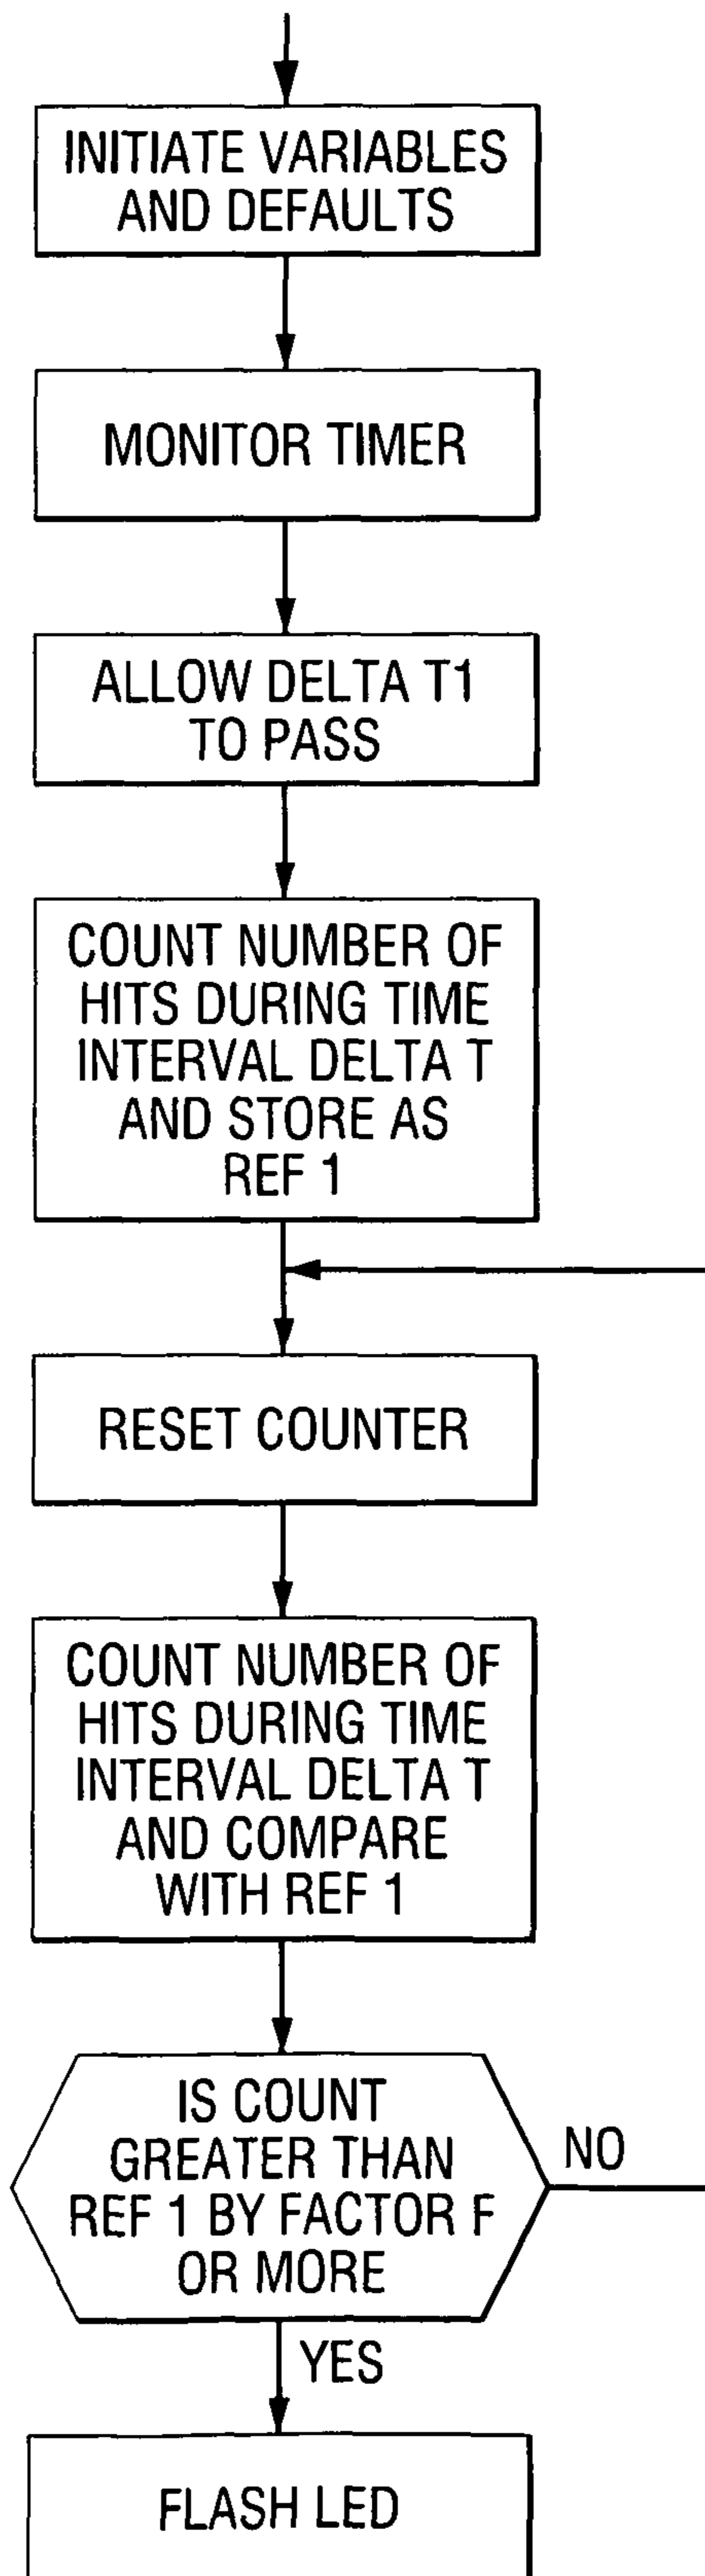 INITIATE VARIABLES
AND DEFAULTS
MONITOR TIMER
ALLOW DELTA T1
TO PASS
COUNT NUMBER OF
HITS DURING TIME
INTERVAL DELTA T
AND STORE AS
REF 1
RESET COUNTER
COUNT NUMBER OF
HITS DURING TIME
INTERVAL DELTA T
AND COMPARE
WITH REF 1
IS COUNT
GREATER THAN
REF 1 BY FACTOR F
OR MORE
NO
YES
FLASH LED